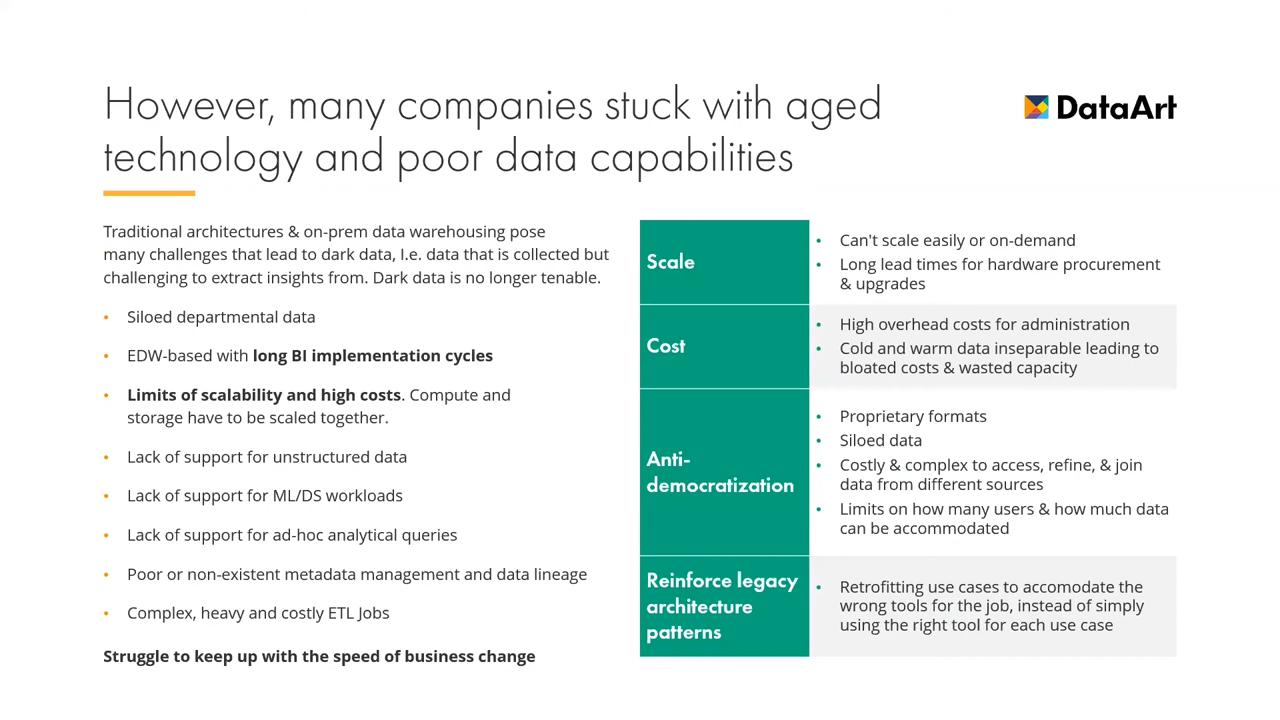 However, many companies stuck with aged
technology and poor data capabilities
DataArt
Traditional architectures & on-prem data warehousing pose
many challenges that lead to dark data, I.e. data that is collected but
challenging to extract insights from. Dark data is no longer tenable.
• Siloed departmental data
• EDW-based with long BI implementation cycles
• Limits of scalability and high costs. Compute and
storage have to be scaled together.
• Lack of support for unstructured data
• Lack of support for ML/DS workloads
• Lack of support for ad-hoc analytical queries
• Poor or non-existent metadata management and data lineage
• Complex, heavy and costly ETL Jobs
Struggle to keep up with the speed of business change
Scale
• Can't scale easily or on-demand
• Long lead times for hardware procurement
& upgrades
Cost
• High overhead costs for administration
• Cold and warm data inseparable leading to
bloated costs & wasted capacity
Anti-
democratization
• Proprietary formats
• Siloed data
• Costly & complex to access, refine, & join
data from different sources
• Limits on how many users & how much data
can be accommodated
Reinforce legacy
architecture
patterns
• Retrofitting use cases to accomodate the
wrong tools for the job, instead of simply
using the right tool for each use case